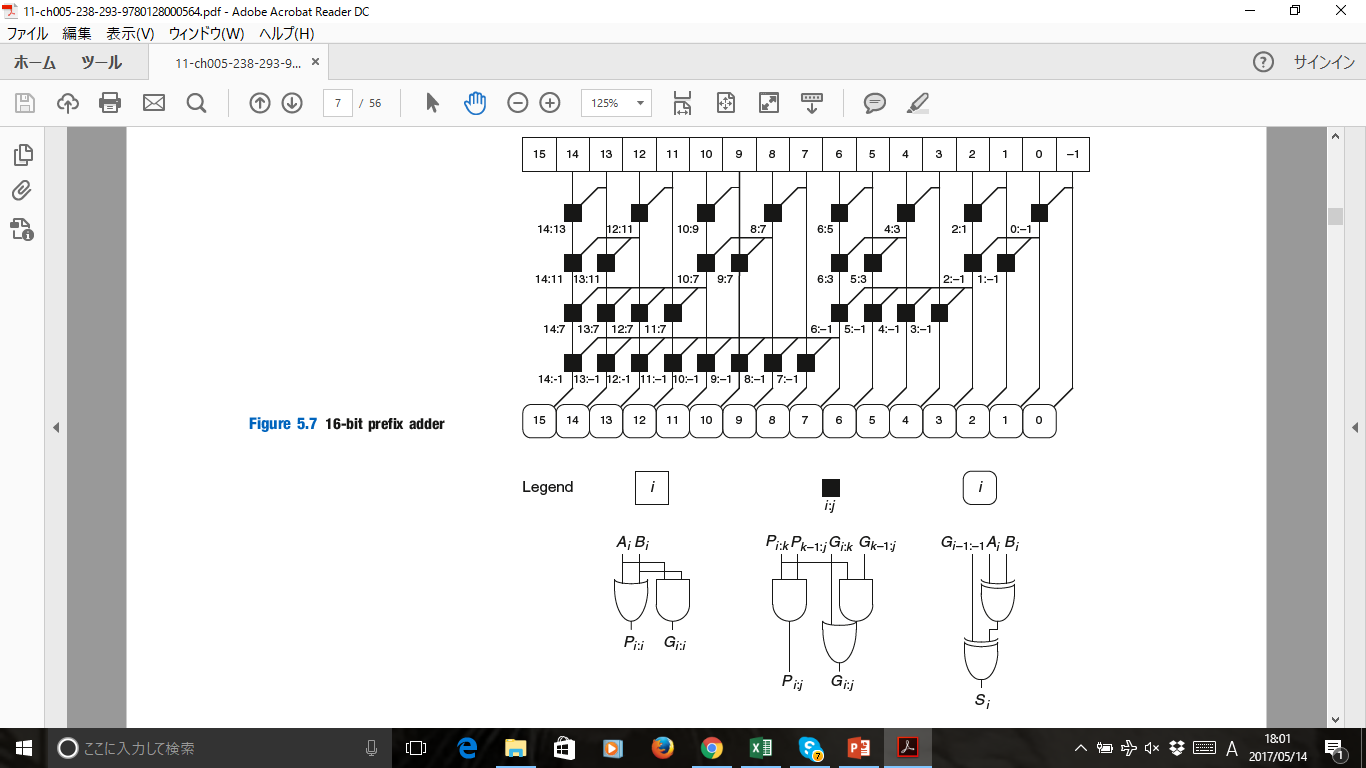 11-ch005-238-293-9780128000564.pdf - Adobe Acrobat Reader DC
ファイル 編集 表示(V) ウィンドウ(W) ヘルプ(H)
ホーム ツール 11-ch005-238-293-9... × ? サインイン
7 / 56 125%
15 14 13 12 11 10 9 8 7 6 5 4 3 2 1 0 –1
14:13 12:11 10:9 8:7 6:5 4:3 2:1 0:–1
14:11 13:11 10:7 9:7 6:3 5:3 2:–1 1:–1
14:7 13:7 12:7 11:7 6:–1 5:–1 4:–1 3:–1
14:-1 13:–1 12:-1 11:–1 10:–1 9:–1 8:–1 7:–1
15 14 13 12 11 10 9 8 7 6 5 4 3 2 1 0
Figure 5.7 16-bit prefix adder
Legend i i:j i
Ai Bi Pi:k Pk–1:j Gi:k Gk–1:j Gi–1:–1 Ai Bi
Pi:i Gi:i Pi:j Gi:j Si
ここに入力して検索
7
A
18:01
2017/05/14
1